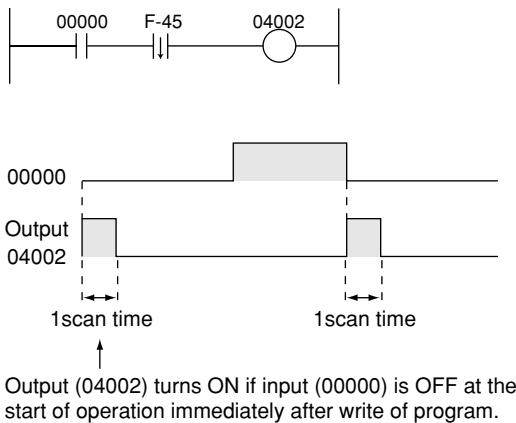 00000 F-45 04002
00000
Output
04002
1scan time 1scan time
Output (04002) turns ON if input (00000) is OFF at the
start of operation immediately after write of program.